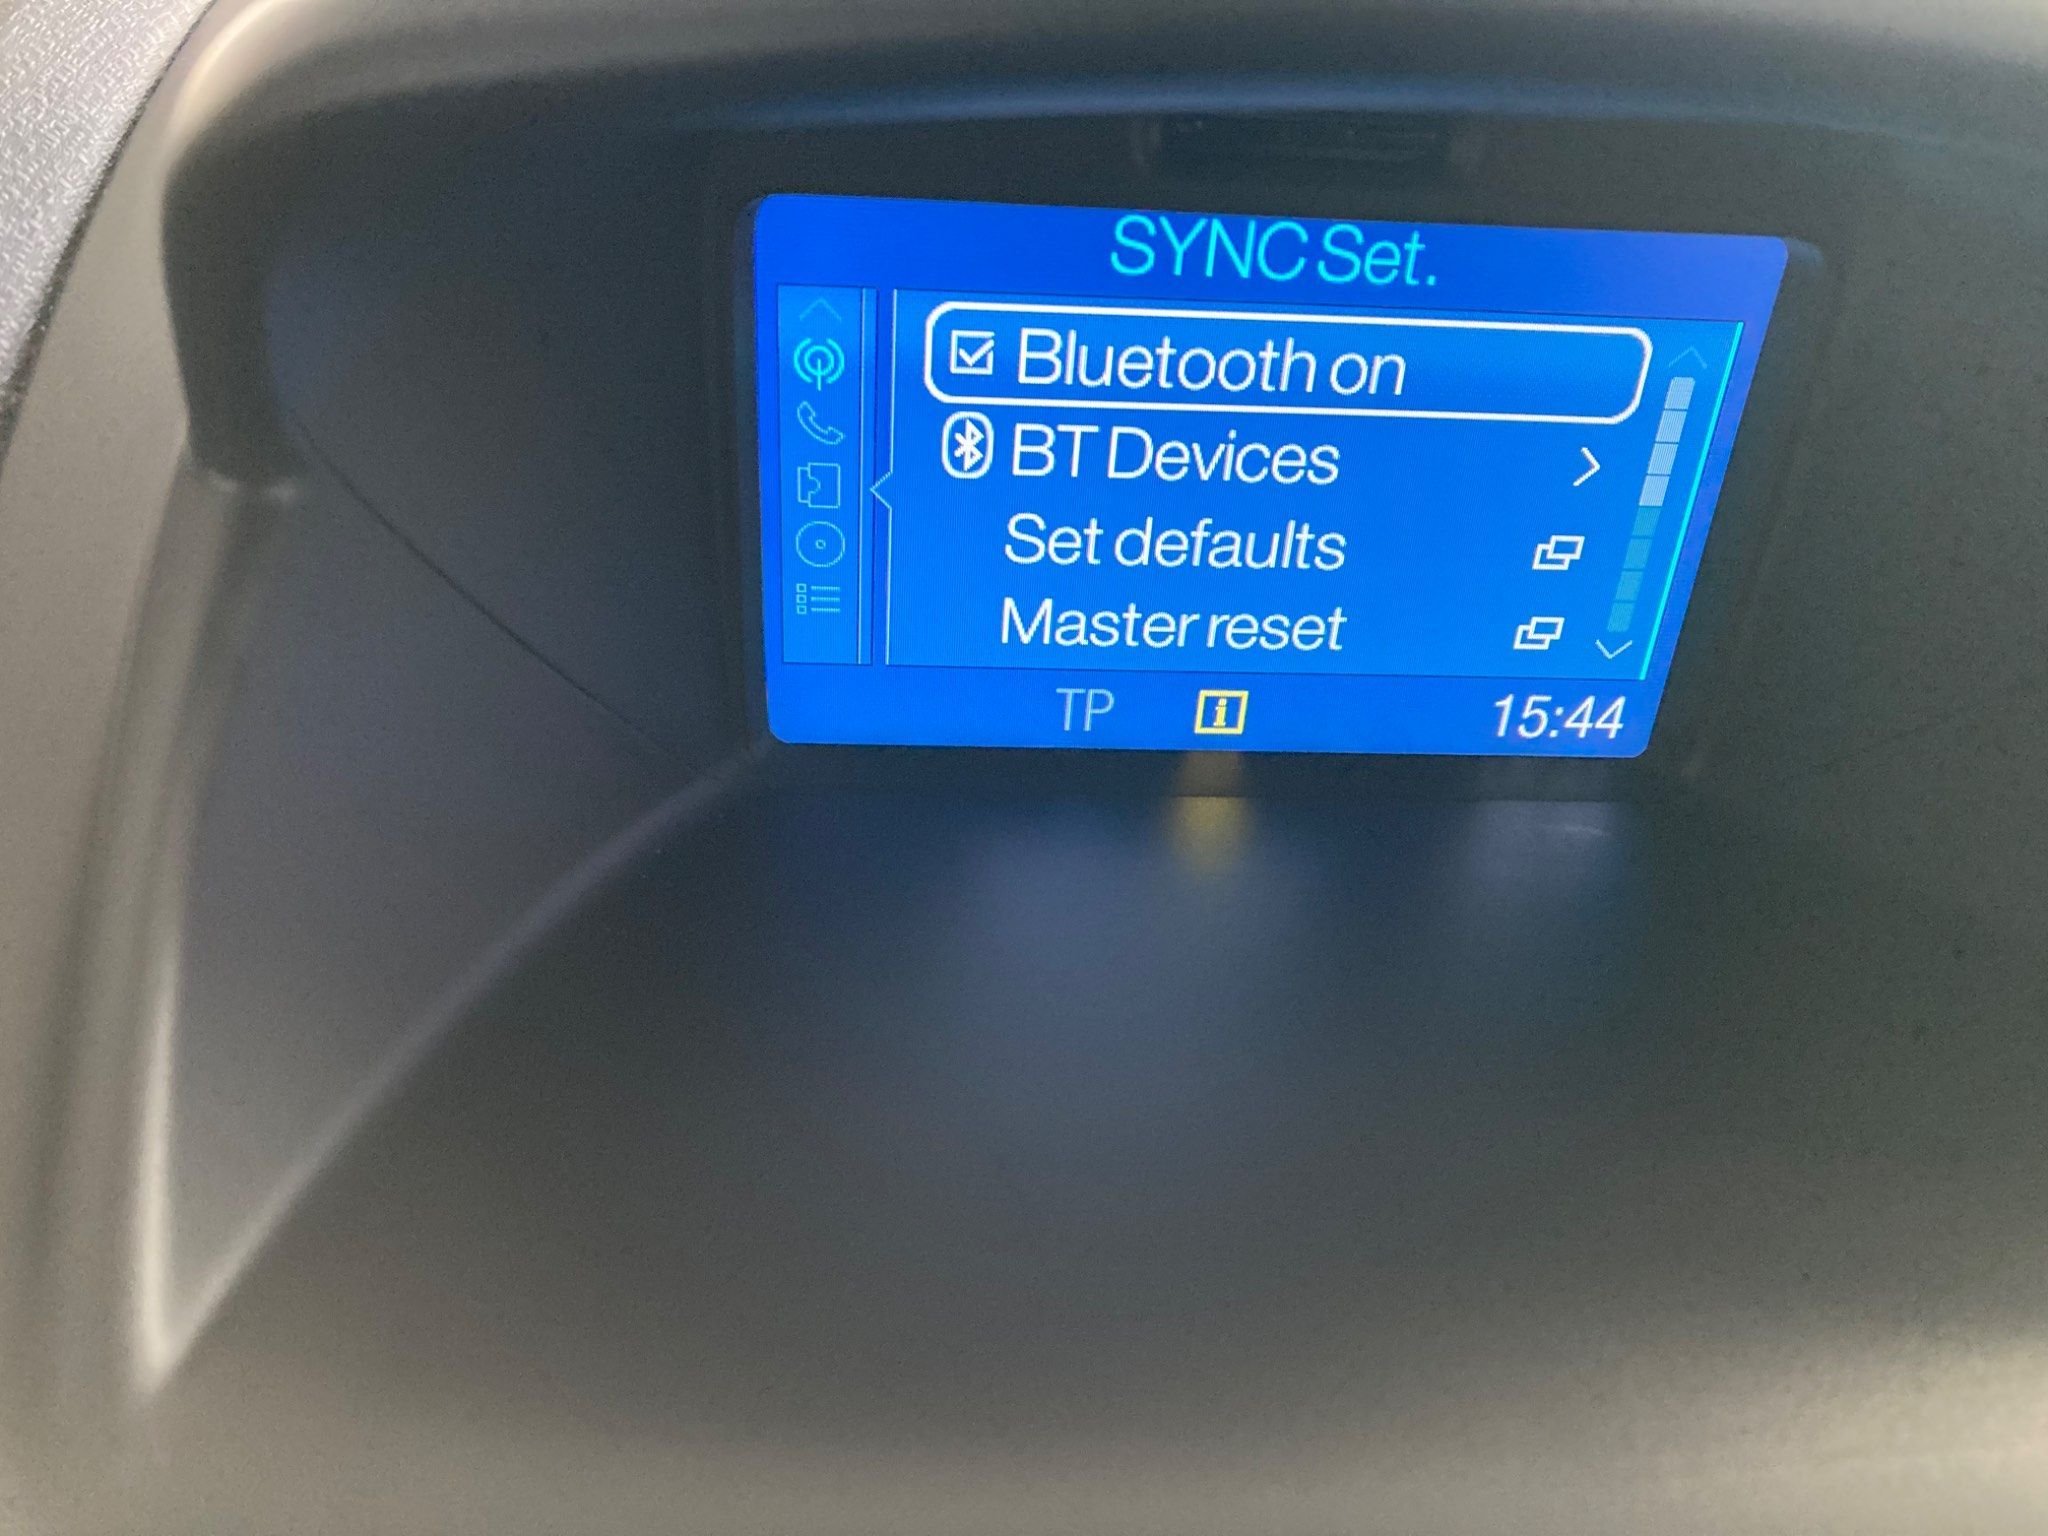 SYNC Set.
Bluetooth on
BT Devices
Set defaults
Master reset
TP i 15:44